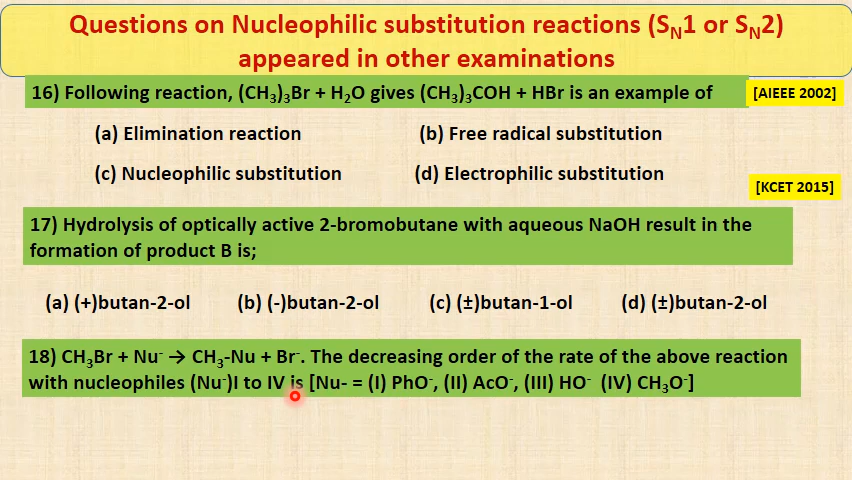 Questions on Nucleophilic substitution reactions (SN1 or SN2)
appeared in other examinations
16) Following reaction, (CH3)3Br + H2O gives (CH3)3COH + HBr is an example of
[AIEEE 2002]
(a) Elimination reaction
(b) Free radical substitution
(c) Nucleophilic substitution
(d) Electrophilic substitution
[KCET 2015]
17) Hydrolysis of optically active 2-bromobutane with aqueous NaOH result in the
formation of product B is;
(a) (+)butan-2-ol
(b) (-)butan-2-ol
(c) (±)butan-1-ol
(d) (±)butan-2-ol
18) CH3Br + Nu- → CH3-Nu + Br-. The decreasing order of the rate of the above reaction
with nucleophiles (Nu-)I to IV is [Nu- = (I) PhO-, (II) AcO-, (III) HO- (IV) CH3O-]